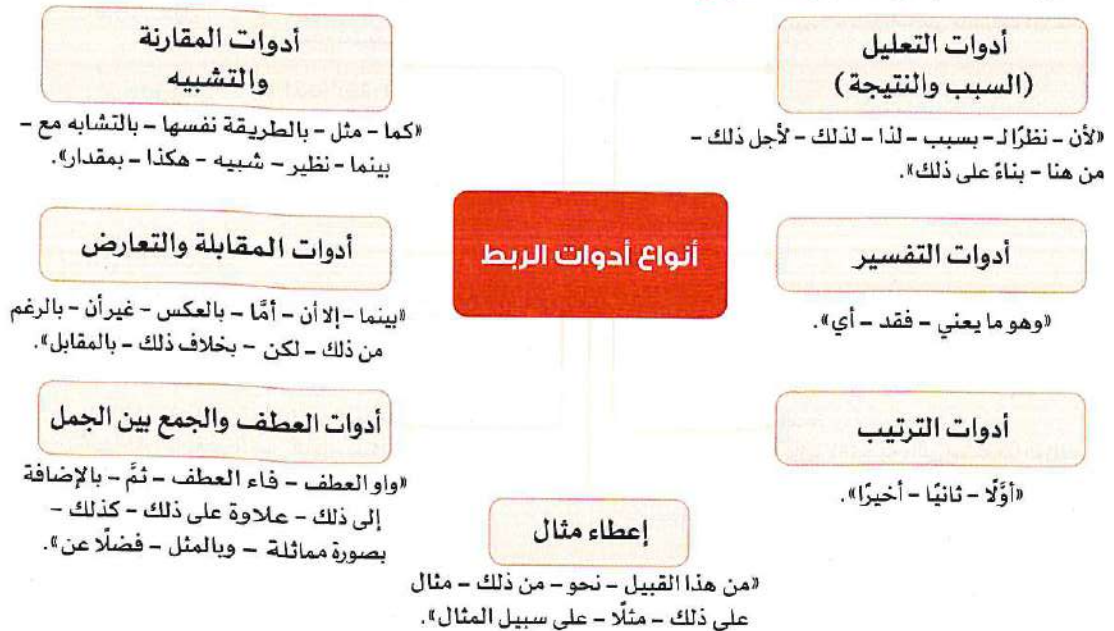 أنواع أدوات الربط
أدوات التعليل
(السبب والنتيجة)
«لأن – نظرًا لـ – بسبب – لذا – لذلك – لأجل ذلك –
من هنا – بناءً على ذلك».
أدوات التفسير
«وهو ما يعني – فقد – أي».
أدوات الترتيب
«أوَّلًا – ثانيًا – أخيرًا».
أدوات المقارنة
والتشبيه
«كما – مثل – بالطريقة نفسها – بالتشابه مع –
بينما – نظير – شبيه – هكذا – بمقدار».
أدوات المقابلة والتعارض
«بينما – إلا أن – أمَّا – بالعكس – غير أن – بالرغم
من ذلك – لكن – بخلاف ذلك – بالمقابل».
أدوات العطف والجمع بين الجمل
«واو العطف – فاء العطف – ثمَّ – بالإضافة
إلى ذلك – علاوة على ذلك – كذلك –
بصورة مماثلة – وبالمثل – فضلًا عن».
إعطاء مثال
«من هذا القبيل – نحو – من ذلك – مثال
على ذلك – مثلًا – على سبيل المثال».